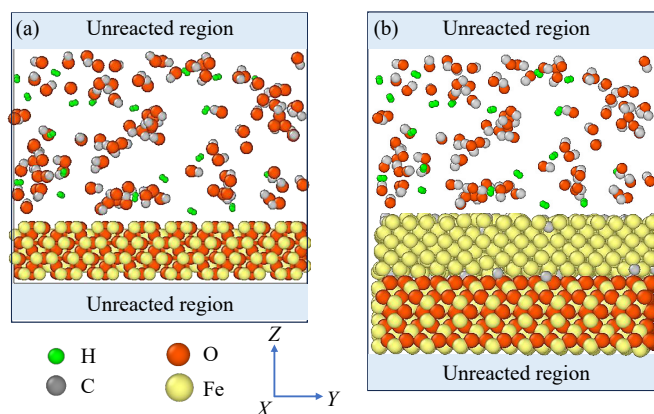 (a) Unreacted region
(b) Unreacted region
Unreacted region
Unreacted region
H
O
C
Fe
Z
X
Y